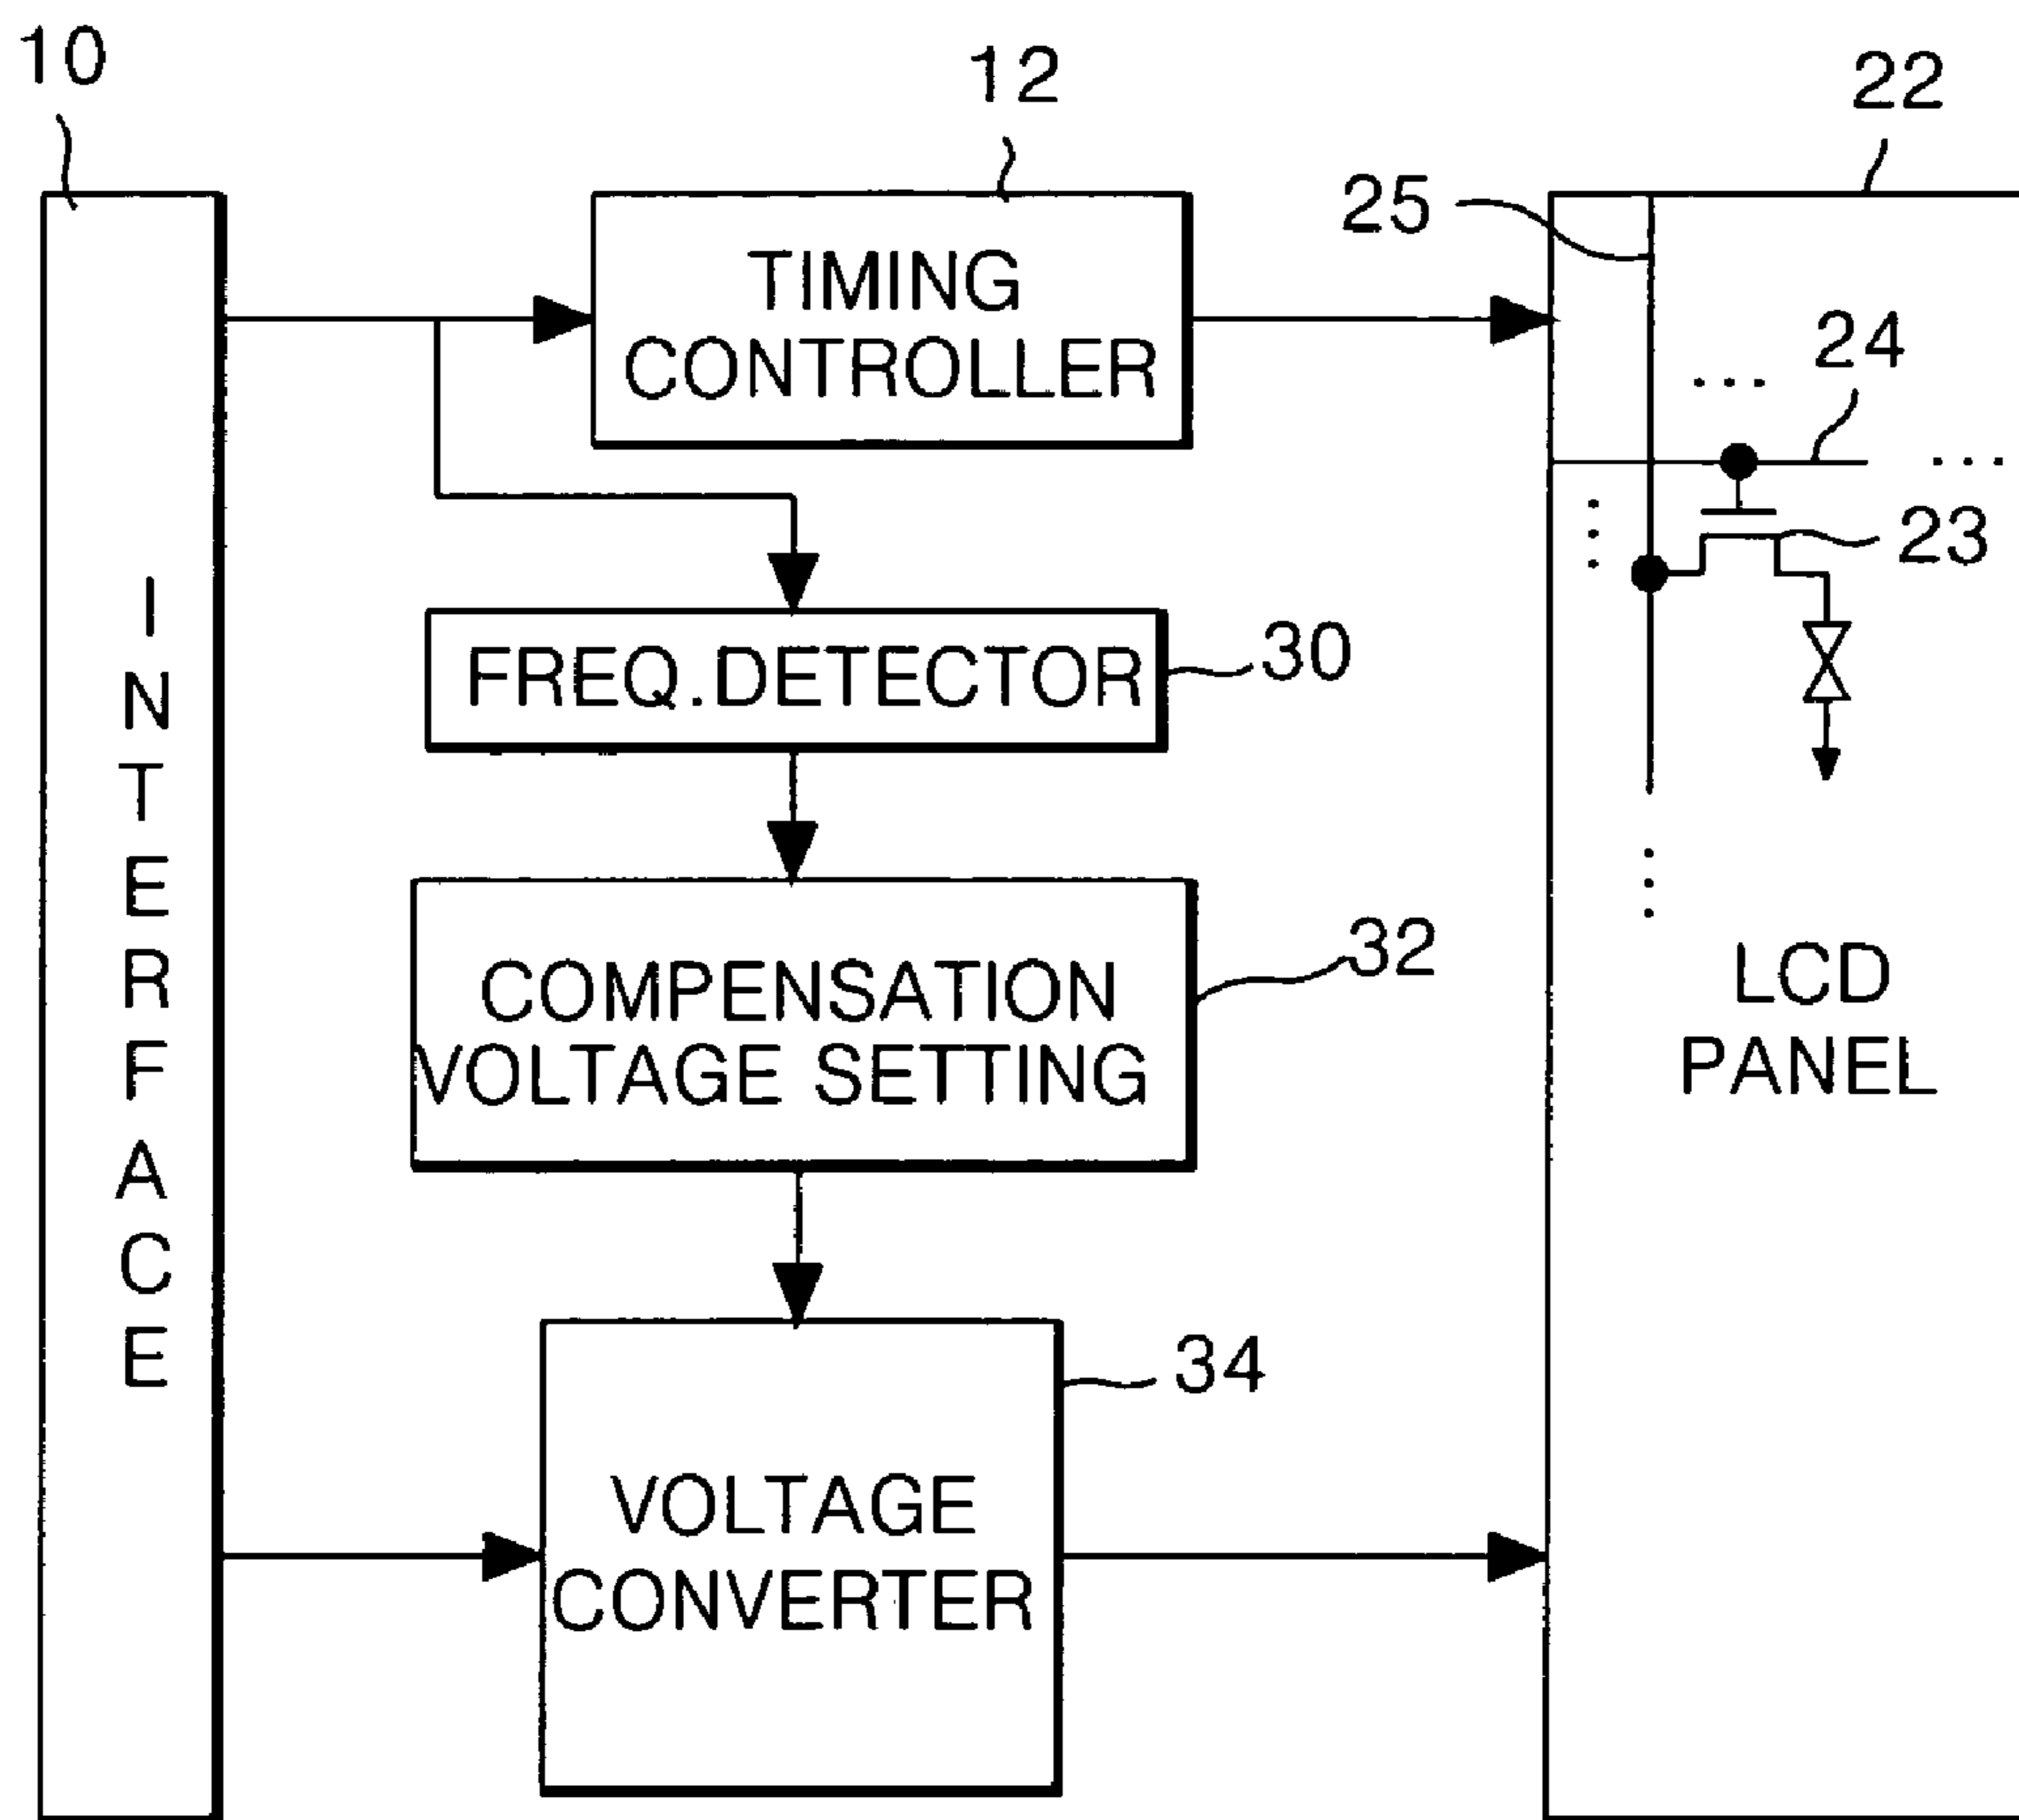 10
12
22
25
TIMING
CONTROLLER
24
23
FREQ.DETECTOR
30
INTERFACE
COMPENSATION
VOLTAGE SETTING
32
LCD
PANEL
34
VOLTAGE
CONVERTER